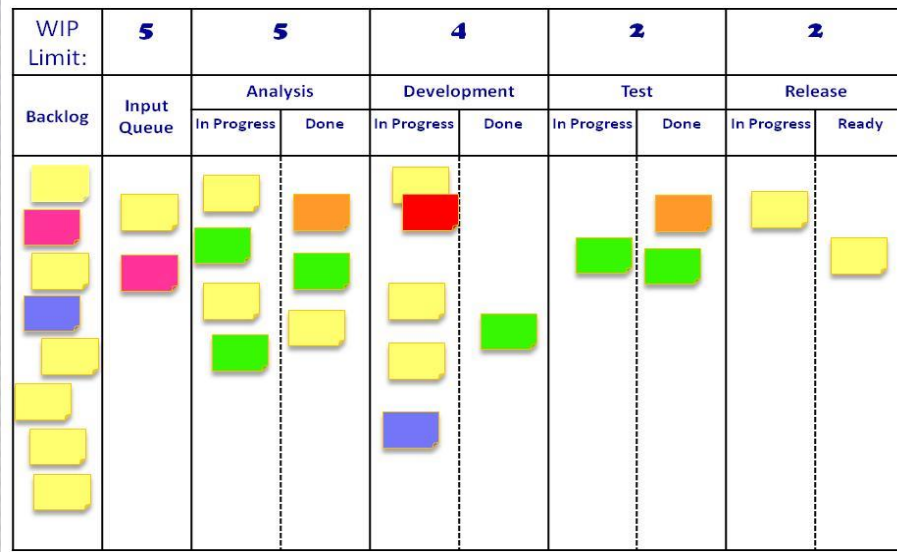 WIP
Limit:
5
5
4
2
2
Backlog
Input
Queue
Analysis
Development
Test
Release
In Progress
Done
In Progress
Done
In Progress
Done
In Progress
Ready